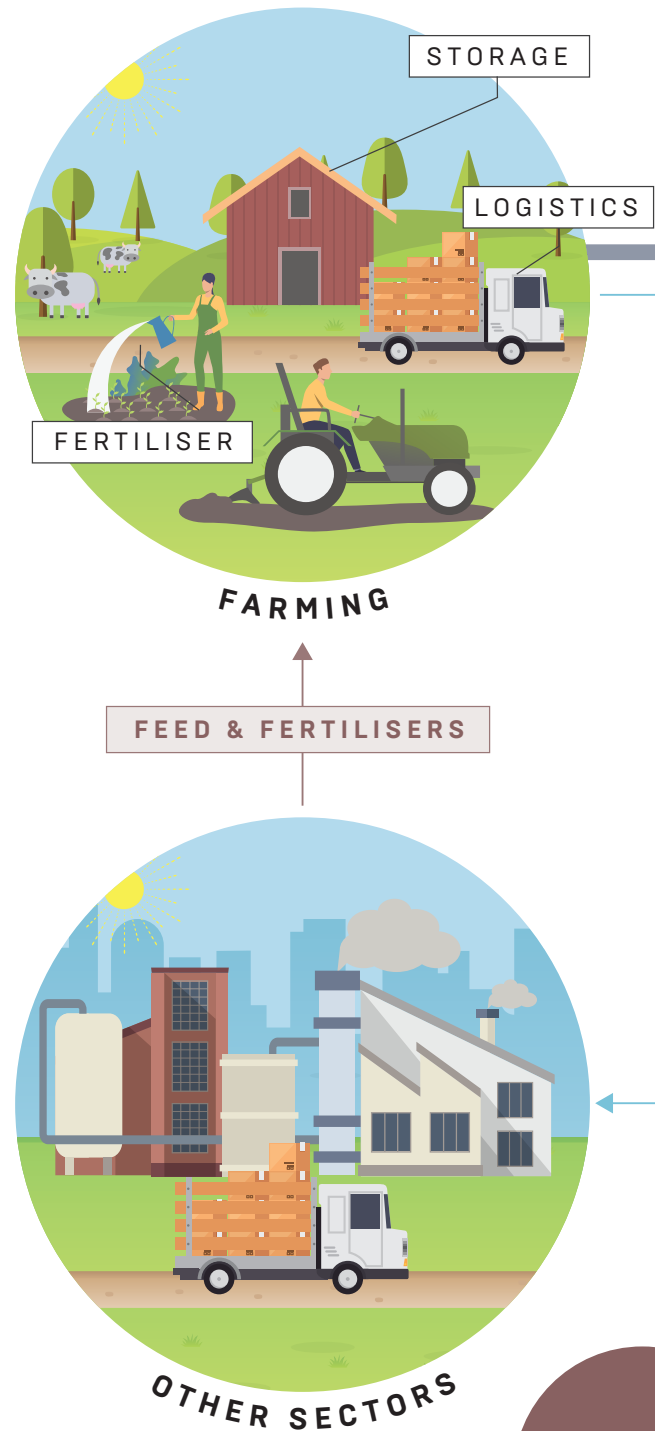 STORAGE
LOGISTICS
FERTILISER
FARMING
FEED & FERTILISERS
OTHER SECTORS